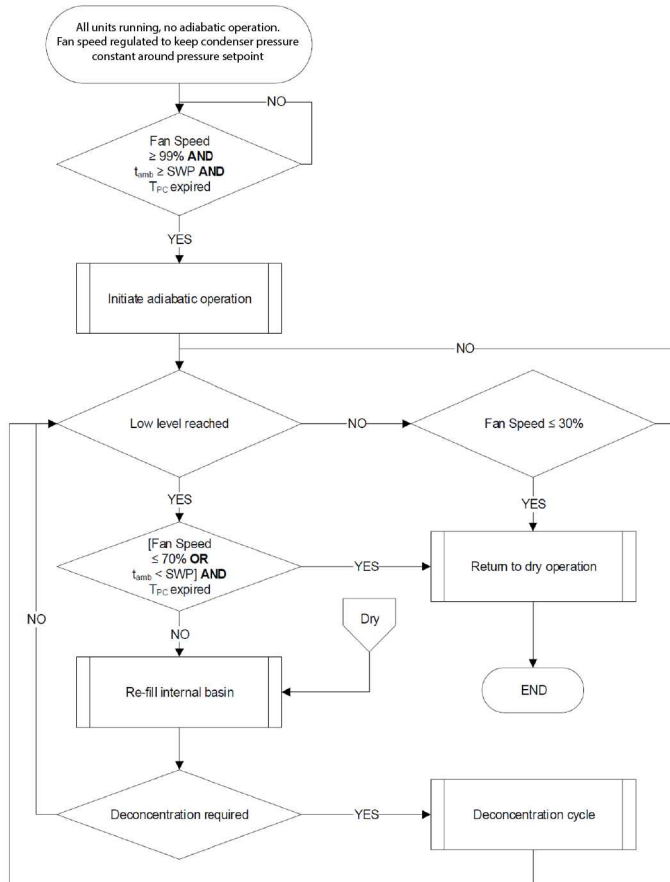 All units running, no adiabatic operation.
Fan speed regulated to keep condenser pressure
constant around pressure setpoint
NO
Fan Speed
≥ 99% AND
tamb ≥ SWP AND
TPC expired
YES
Initiate adiabatic operation
NO
Low level reached
NO
Fan Speed ≤ 30%
YES
YES
[Fan Speed
≤ 70% OR
tamb < SWP] AND
TPC expired
YES
Return to dry operation
NO
NO
Dry
Re-fill internal basin
END
Deconcentration required
YES
Deconcentration cycle